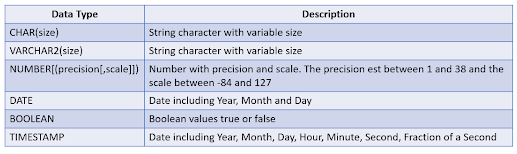 Data Type Description
CHAR(size) String character with variable size
VARCHAR2(size) String character with variable size
NUMBER[(precision[,scale]]) Number with precision and scale. The precision est between 1 and 38 and the
scale between -84 and 127
DATE Date including Year, Month and Day
BOOLEAN Boolean values true or false
TIMESTAMP Date including Year, Month, Day, Hour, Minute, Second, Fraction of a Second